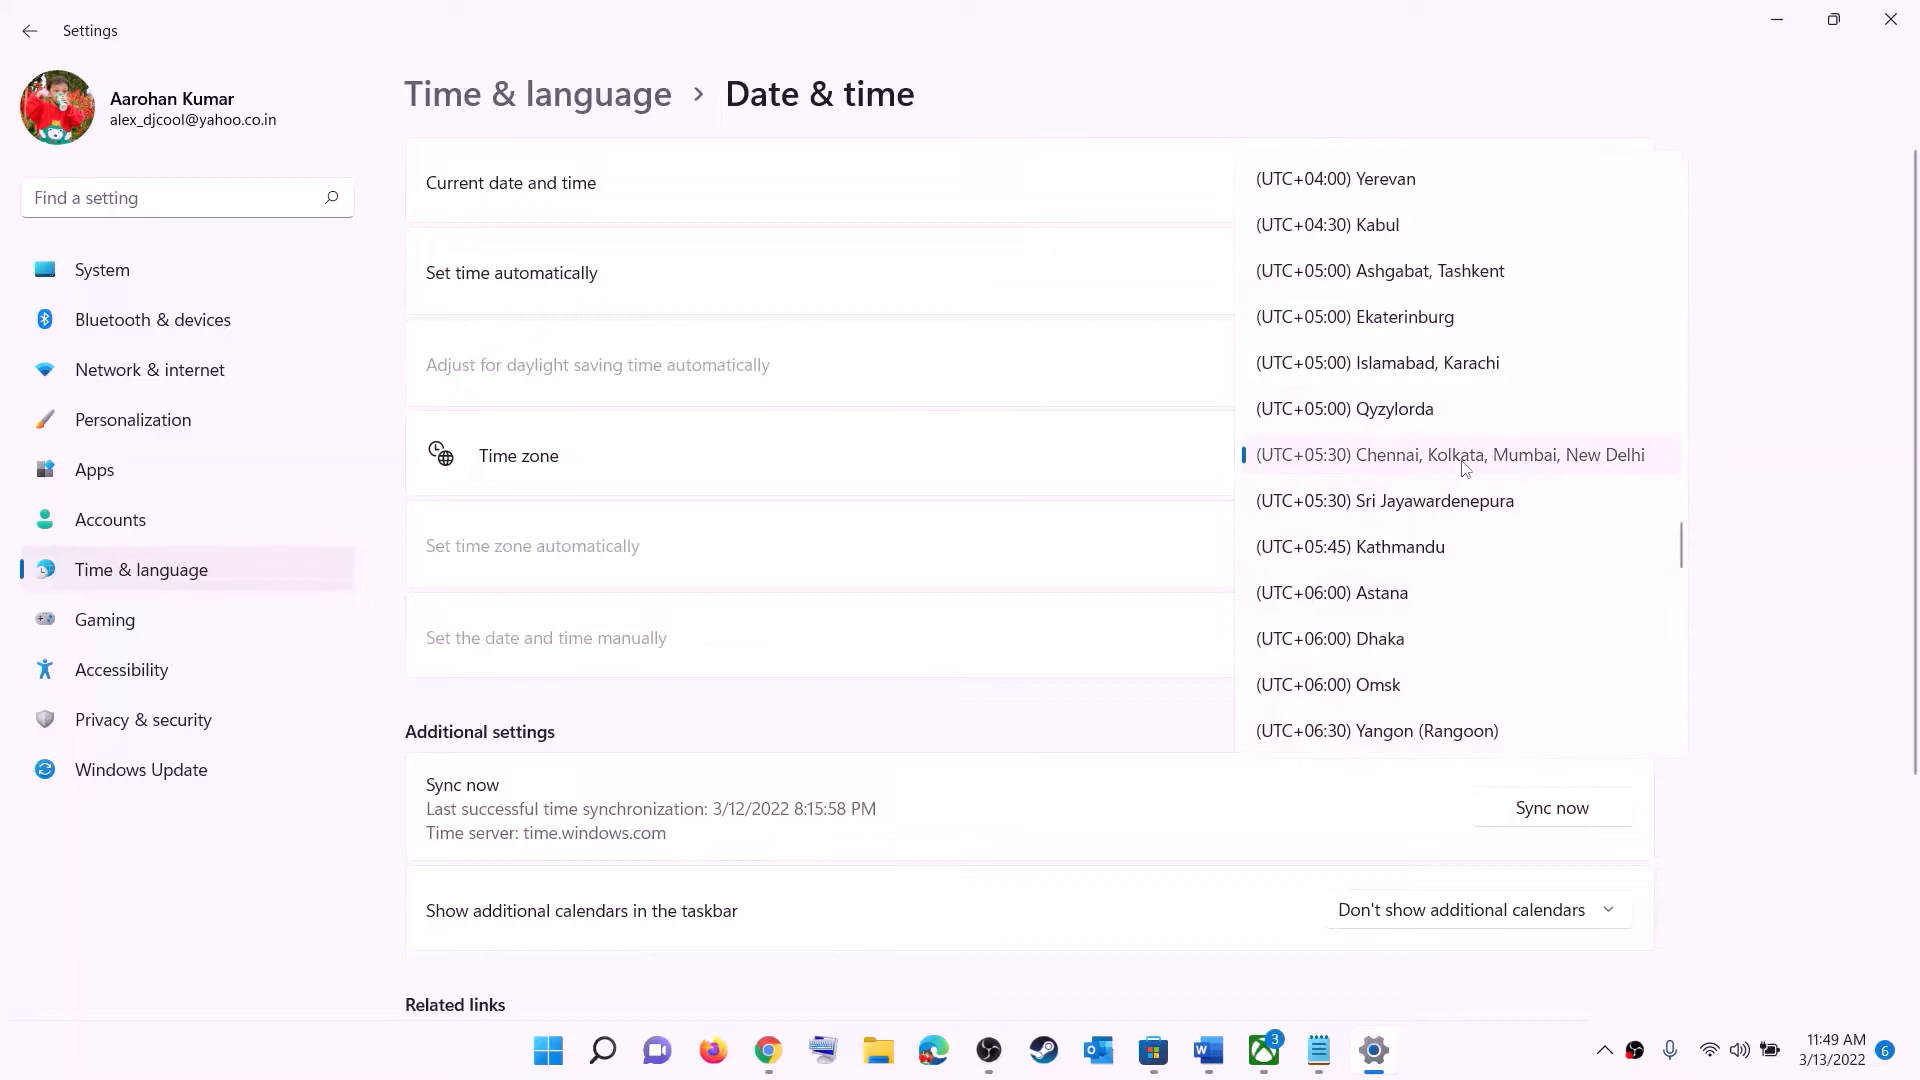 Settings
Aarohan Kumar
alex_djcool@yahoo.co.in
Find a setting
System
Bluetooth & devices
Network & internet
Personalization
Apps
Accounts
Time & language
Gaming
Accessibility
Privacy & security
Windows Update
Time & language > Date & time
Current date and time
Set time automatically
Adjust for daylight saving time automatically
Time zone
Set time zone automatically
Set the date and time manually
(UTC+04:00) Yerevan
(UTC+04:30) Kabul
(UTC+05:00) Ashgabat, Tashkent
(UTC+05:00) Ekaterinburg
(UTC+05:00) Islamabad, Karachi
(UTC+05:00) Qyzylorda
(UTC+05:30) Chennai, Kolkata, Mumbai, New Delhi
(UTC+05:30) Sri Jayawardenepura
(UTC+05:45) Kathmandu
(UTC+06:00) Astana
(UTC+06:00) Dhaka
(UTC+06:00) Omsk
(UTC+06:30) Yangon (Rangoon)
Additional settings
Sync now
Last successful time synchronization: 3/12/2022 8:15:58 PM
Time server: time.windows.com
Sync now
Show additional calendars in the taskbar
Don't show additional calendars
Related links
3
11:49 AM
3/13/2022
6